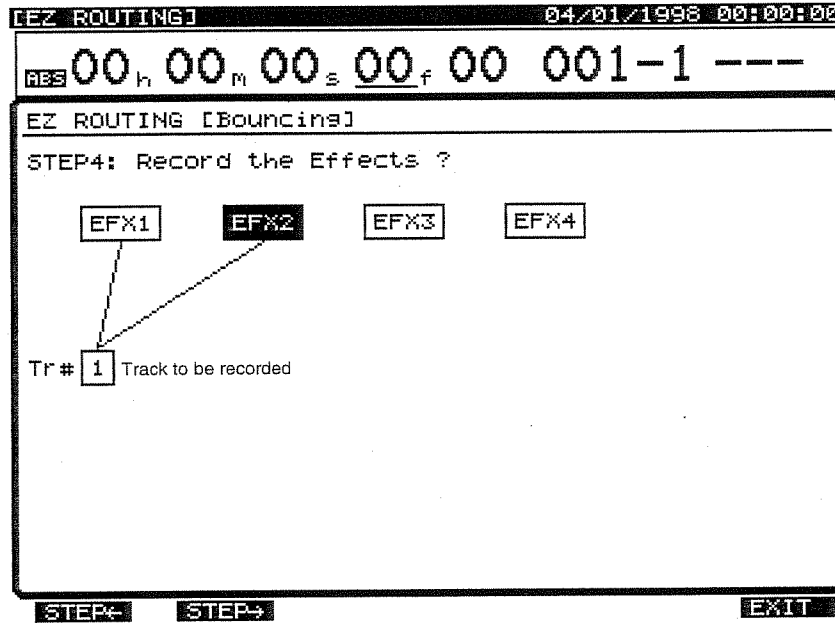 [EZ ROUTING] 04/01/1998 00:00:00
ABS 00h 00m 00s 00f 00 001-1 ---
EZ ROUTING [Bouncing]
STEP4: Record the Effects ?
EFX1 EFX2 EFX3 EFX4
Tr# 1 Track to be recorded
STEP← STEP→ EXIT